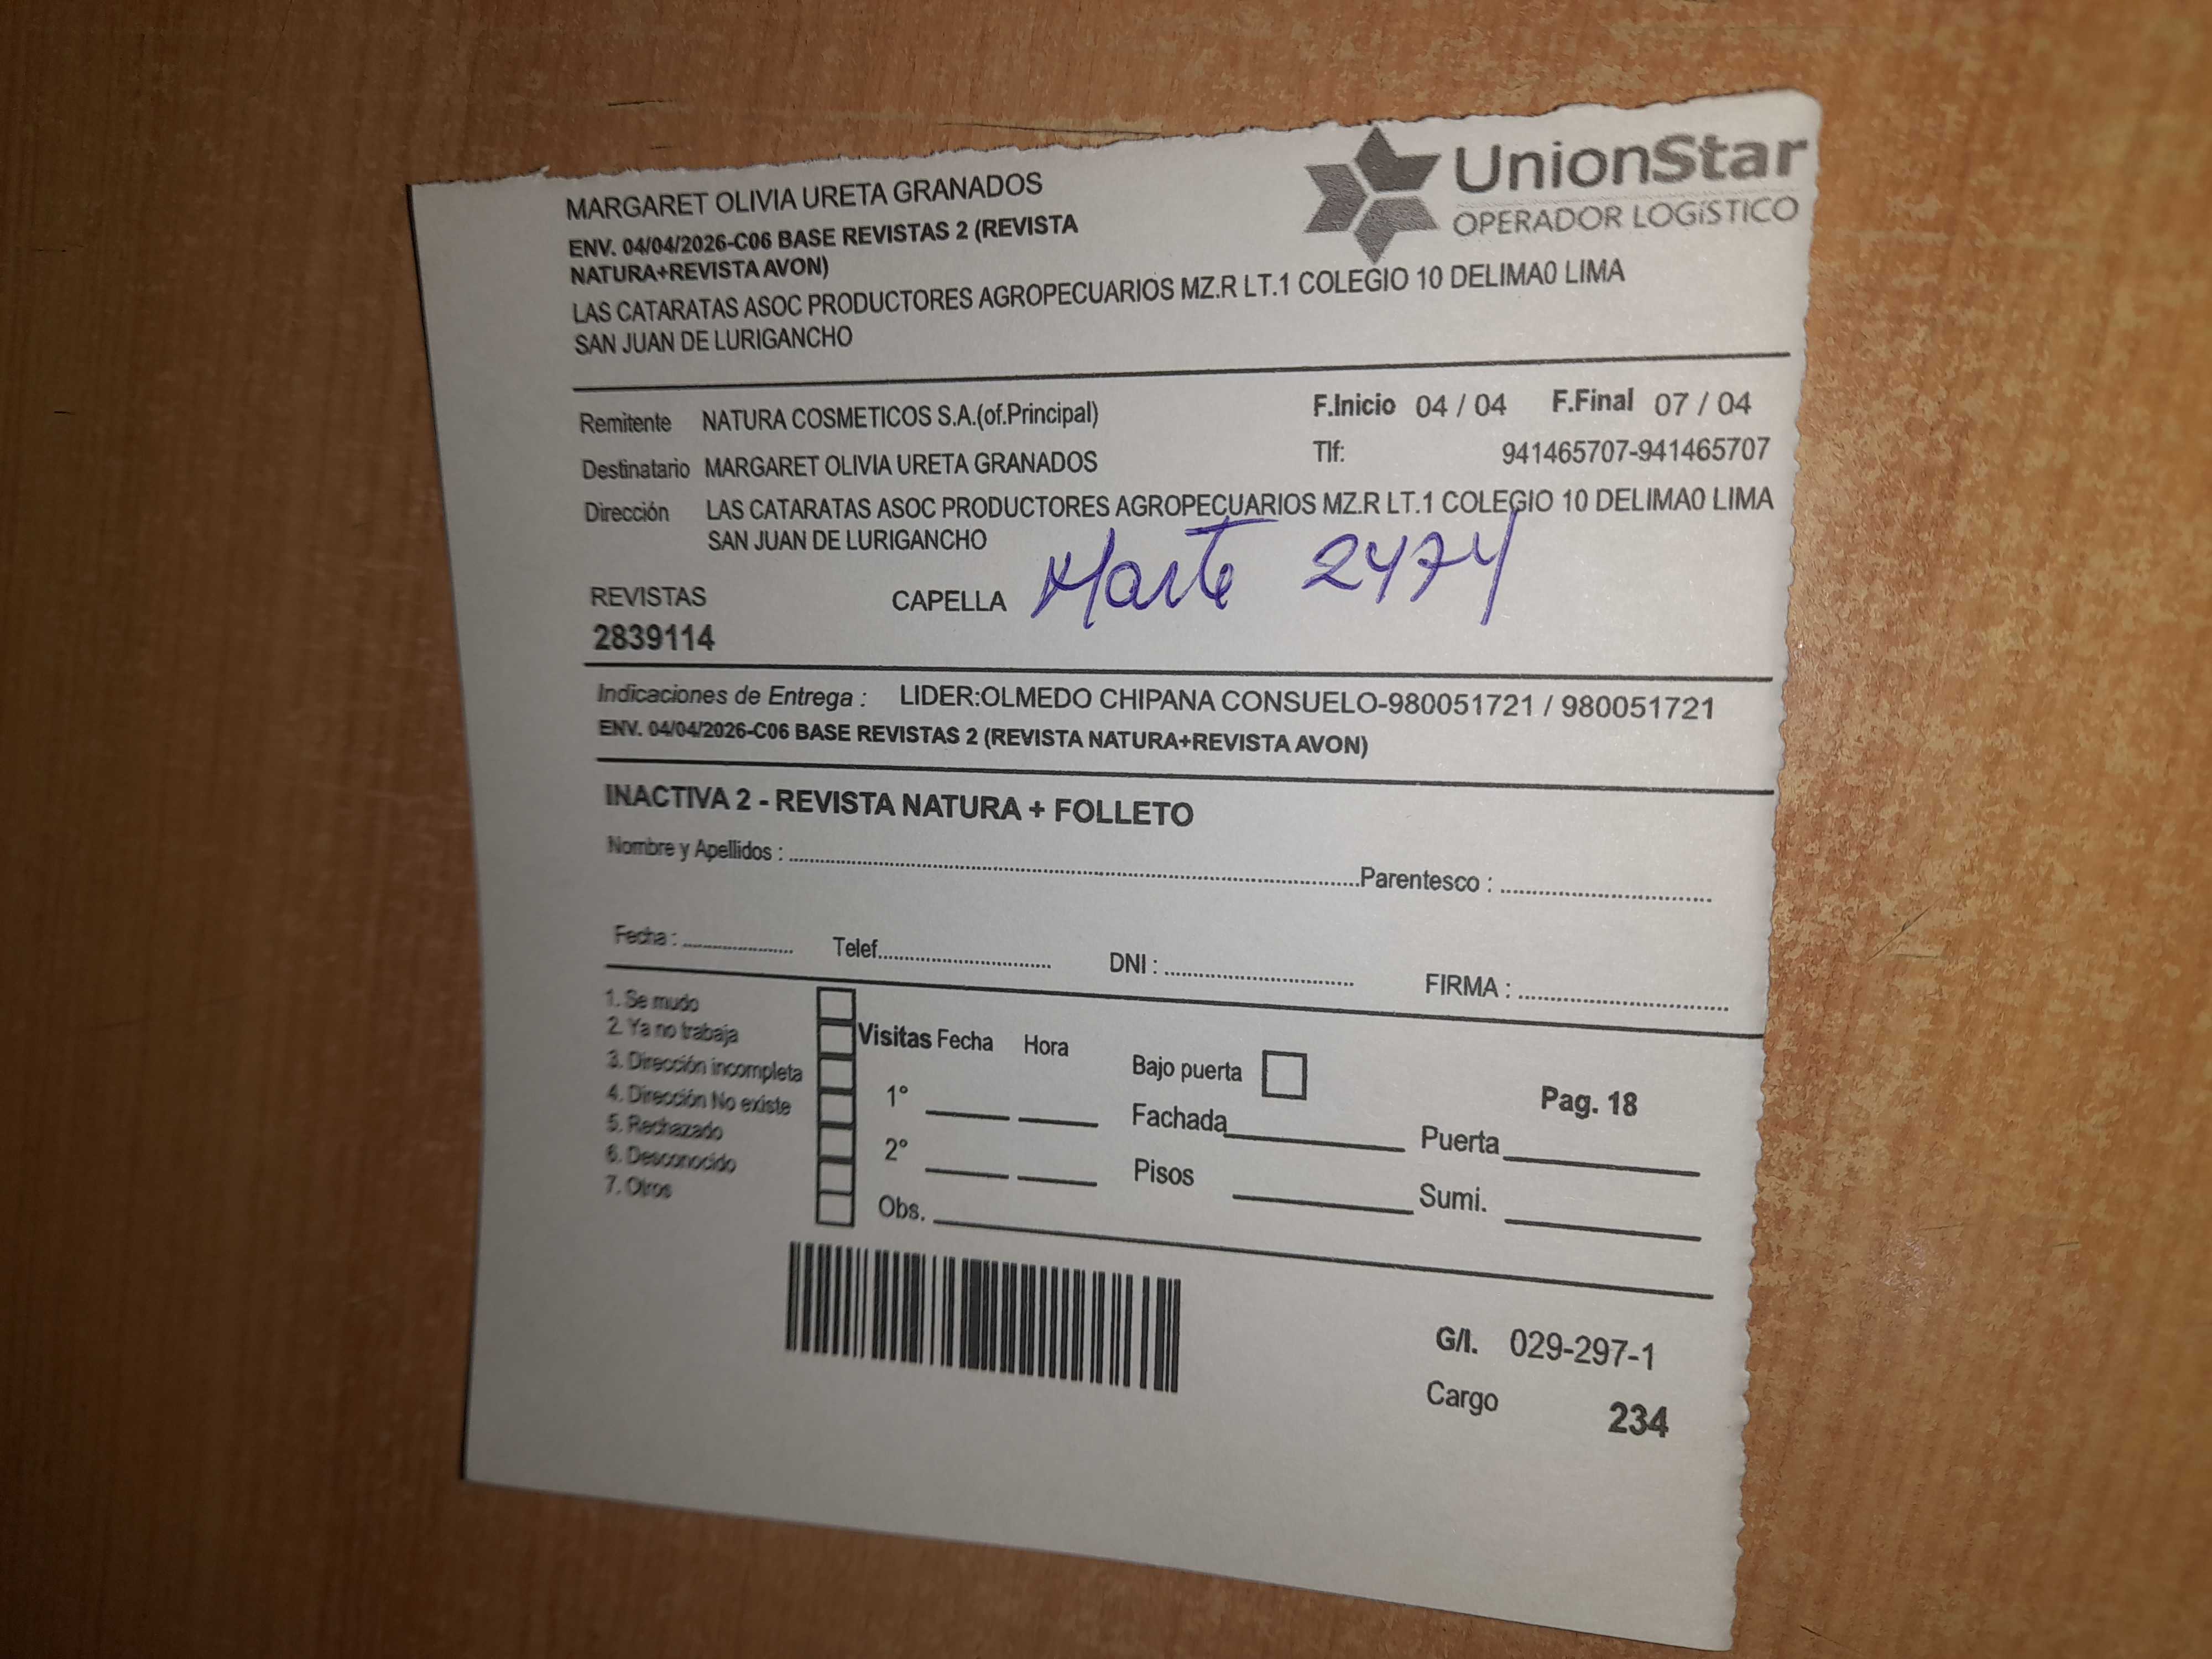 MARGARET OLIVIA URETA GRANADOS
UnionStar
OPERADOR LOGÍSTICO
ENV. 04/04/2026-C06 BASE REVISTAS 2 (REVISTA
NATURA+REVISTA AVON)
LAS CATARATAS ASOC PRODUCTORES AGROPECUARIOS MZ.R LT.1 COLEGIO 10 DELIMA0 LIMA
SAN JUAN DE LURIGANCHO
Remitente NATURA COSMETICOS S.A.(of.Principal) F.Inicio 04 / 04 F.Final 07 / 04
Destinatario MARGARET OLIVIA URETA GRANADOS Tlf: 941465707-941465707
Dirección LAS CATARATAS ASOC PRODUCTORES AGROPECUARIOS MZ.R LT.1 COLEGIO 10 DELIMA0 LIMA
SAN JUAN DE LURIGANCHO
REVISTAS CAPELLA Marte 2474
2839114
Indicaciones de Entrega : LIDER:OLMEDO CHIPANA CONSUELO-980051721 / 980051721
ENV. 04/04/2026-C06 BASE REVISTAS 2 (REVISTA NATURA+REVISTA AVON)
INACTIVA 2 - REVISTA NATURA + FOLLETO
Nombre y Apellidos : Parentesco :
Fecha : Telef. DNI : FIRMA :
1. Se mudo
2. Ya no trabaja
3. Dirección incompleta
4. Dirección No existe
5. Rechazado
6. Desconocido
7. Otros
Visitas Fecha Hora
1°
2°
Obs.
Bajo puerta
Pag. 18
Fachada Puerta
Pisos Sumi.
G/I. 029-297-1
Cargo 234